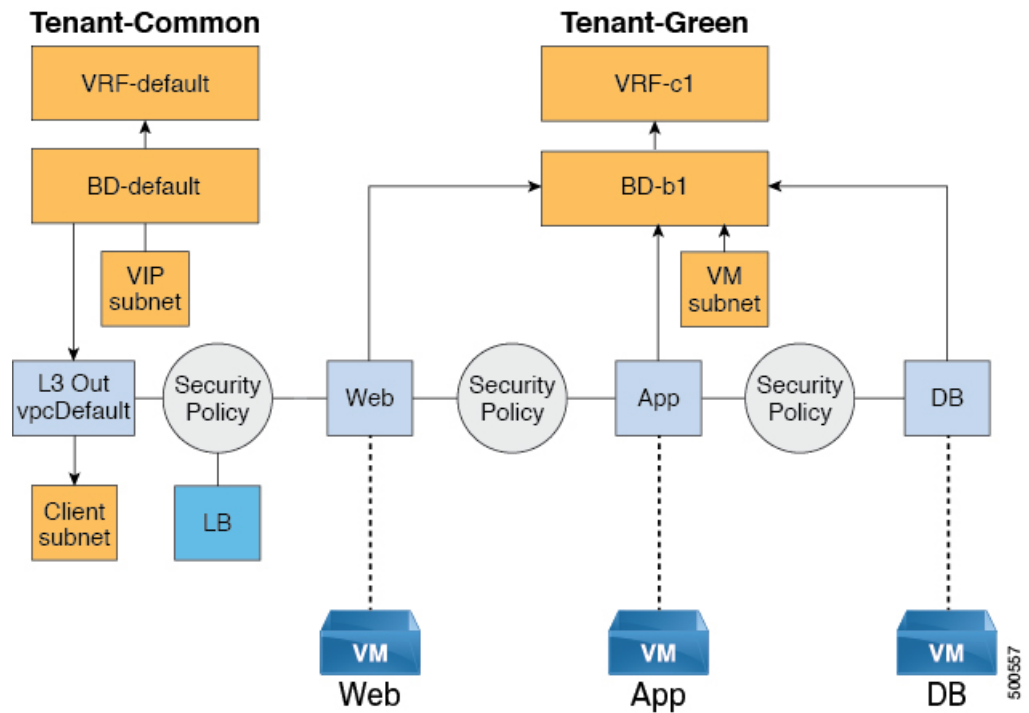 Tenant-Common
Tenant-Green
VRF-default
VRF-c1
BD-default
BD-b1
VIP
subnet
VM
subnet
L3 Out
vpcDefault
Security
Policy
Web
Security
Policy
App
Security
Policy
DB
Client
subnet
LB
VM
VM
VM
Web
App
DB
500557